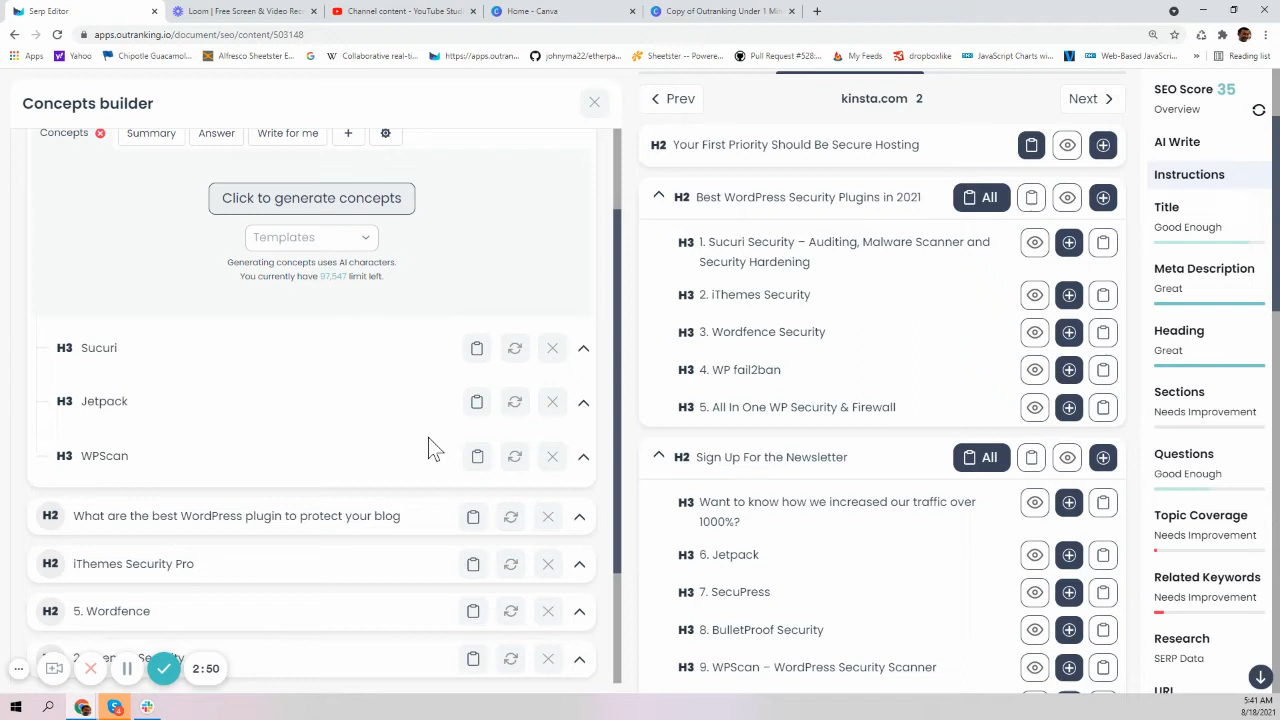 Serp Editor
Loom | Free Screen & Video Rec
Channel content - YouTube Stud
Home - Canva
Copy of Outranking Under 1 Min
apps.outranking.io/document/seo/content/503148
Apps
Yahoo
Chipotle Guacamol...
Alfresco Sheetster E...
Collaborative real-ti...
https://apps.outran...
johnyma22/etherpa...
Sheetster -- Powere...
Pull Request #528:...
My Feeds
dropboxlike
JavaScript Charts wi...
Web-Based JavaScri...
Reading list
Concepts builder
Concepts
Summary
Answer
Write for me
+
Click to generate concepts
Templates
Generating concepts uses AI characters.
You currently have 97,547 limit left.
H3 Sucuri
H3 Jetpack
H3 WPScan
H2 What are the best WordPress plugin to protect your blog
H2 iThemes Security Pro
H2 5. Wordfence
2:50
Prev
kinsta.com 2
Next
H2 Your First Priority Should Be Secure Hosting
H2 Best WordPress Security Plugins in 2021
All
H3 1. Sucuri Security – Auditing, Malware Scanner and
Security Hardening
H3 2. iThemes Security
H3 3. Wordfence Security
H3 4. WP fail2ban
H3 5. All In One WP Security & Firewall
H2 Sign Up For the Newsletter
All
H3 Want to know how we increased our traffic over
1000%?
H3 6. Jetpack
H3 7. SecuPress
H3 8. BulletProof Security
H3 9. WPScan – WordPress Security Scanner
SEO Score 35
Overview
AI Write
Instructions
Title
Good Enough
Meta Description
Great
Heading
Great
Sections
Needs Improvement
Questions
Good Enough
Topic Coverage
Needs Improvement
Related Keywords
Needs Improvement
Research
SERP Data
URL
5:41 AM
8/18/2021